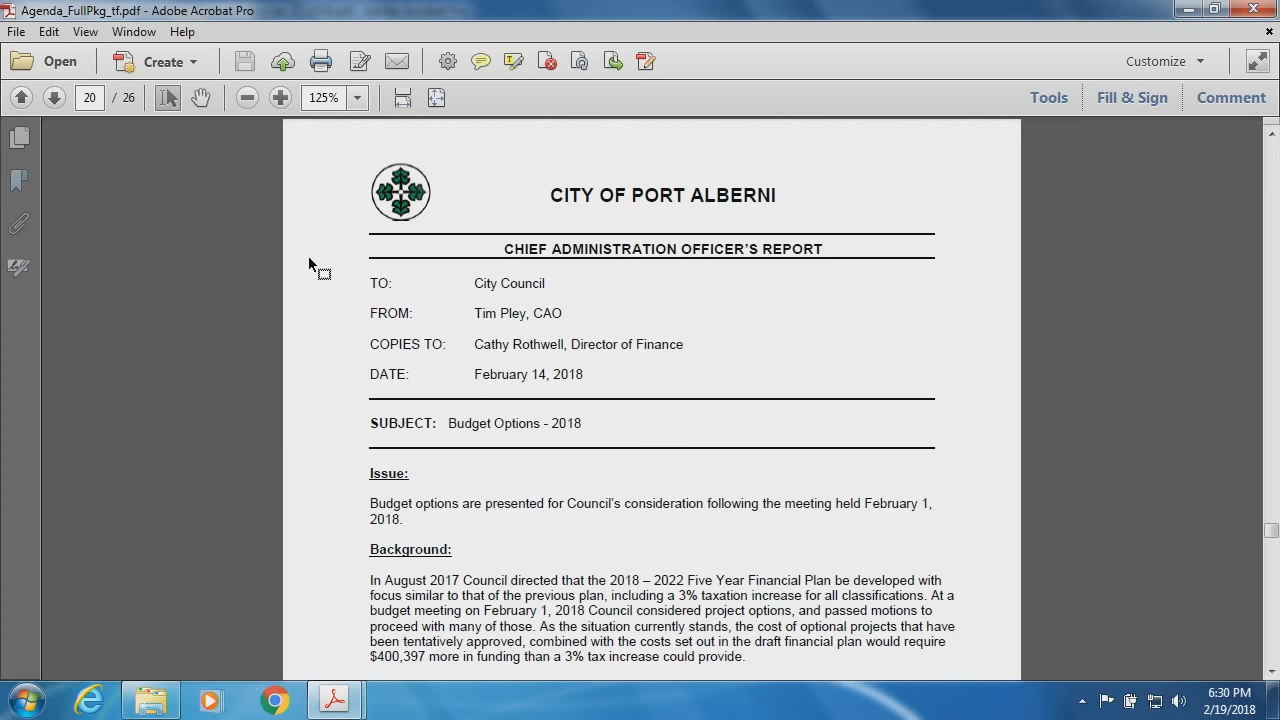 Agenda_FullPkg_tf.pdf - Adobe Acrobat Pro
File Edit View Window Help
Open Create Customize
20 / 26 125% Tools Fill & Sign Comment
CITY OF PORT ALBERNI
CHIEF ADMINISTRATION OFFICER'S REPORT
TO: City Council
FROM: Tim Pley, CAO
COPIES TO: Cathy Rothwell, Director of Finance
DATE: February 14, 2018
SUBJECT: Budget Options - 2018
Issue:
Budget options are presented for Council's consideration following the meeting held February 1,
2018.
Background:
In August 2017 Council directed that the 2018 – 2022 Five Year Financial Plan be developed with
focus similar to that of the previous plan, including a 3% taxation increase for all classifications. At a
budget meeting on February 1, 2018 Council considered project options, and passed motions to
proceed with many of those. As the situation currently stands, the cost of optional projects that have
been tentatively approved, combined with the costs set out in the draft financial plan would require
$400,397 more in funding than a 3% tax increase could provide.
6:30 PM
2/19/2018